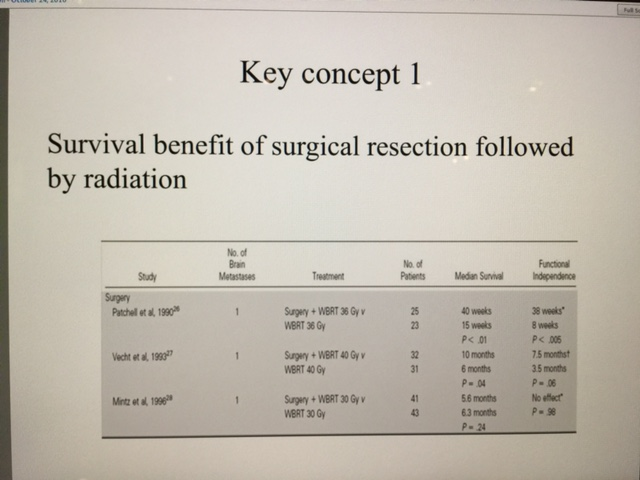 Key concept 1
Survival benefit of surgical resection followed
by radiation
No. of
Brain No. of Functional
Study Metastases Treatment Patients Median Survival Independence
Surgery
Patchell et al, 1990²⁶ 1 Surgery + WBRT 36 Gy v 25 40 weeks 38 weeks*
WBRT 36 Gy 23 15 weeks 8 weeks
P < .01 P < .005
Vecht et al, 1993²⁷ 1 Surgery + WBRT 40 Gy v 32 10 months 7.5 months†
WBRT 40 Gy 31 6 months 3.5 months
P = .04 P = .06
Mintz et al, 1996²⁸ 1 Surgery + WBRT 30 Gy v 41 5.6 months No effect*
WBRT 30 Gy 43 6.3 months P = .98
P = .24